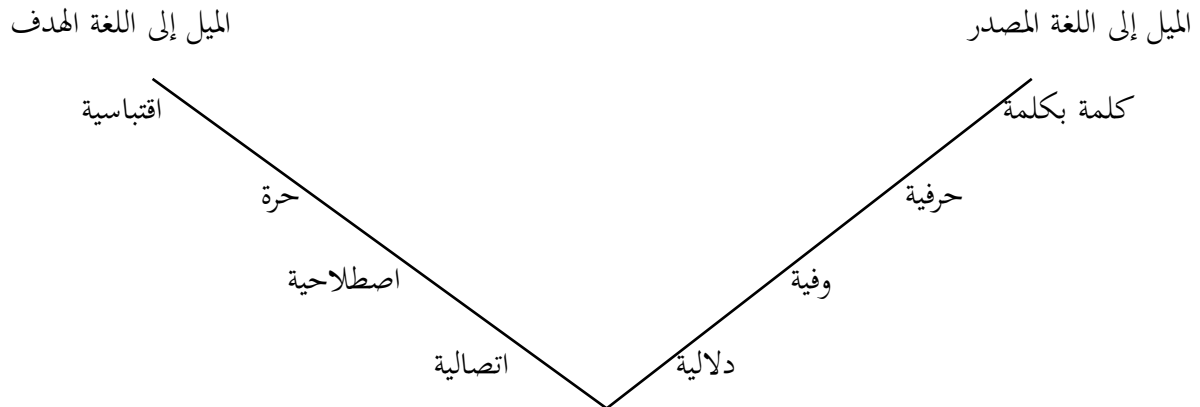 الميل إلى اللغة المصدر
الميل إلى اللغة الهدف
كلمة بكلمة
اقتباسية
حرفية
حرة
وفية
اصطلاحية
دلالية
اتصالية